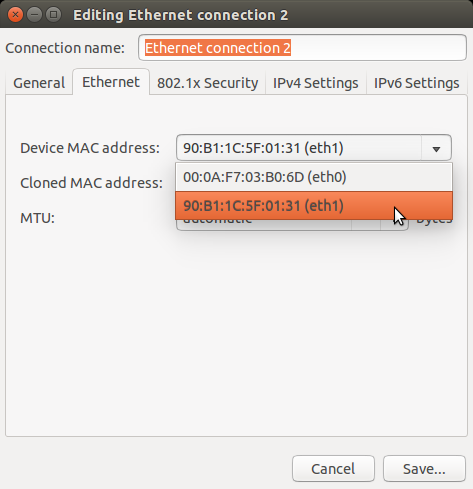 Editing Ethernet connection 2
Connection name: Ethernet connection 2
General Ethernet 802.1x Security IPv4 Settings IPv6 Settings
Device MAC address: 90:B1:1C:5F:01:31 (eth1)
00:0A:F7:03:B0:6D (eth0)
Cloned MAC address:
90:B1:1C:5F:01:31 (eth1)
MTU: automatic bytes
Cancel Save...